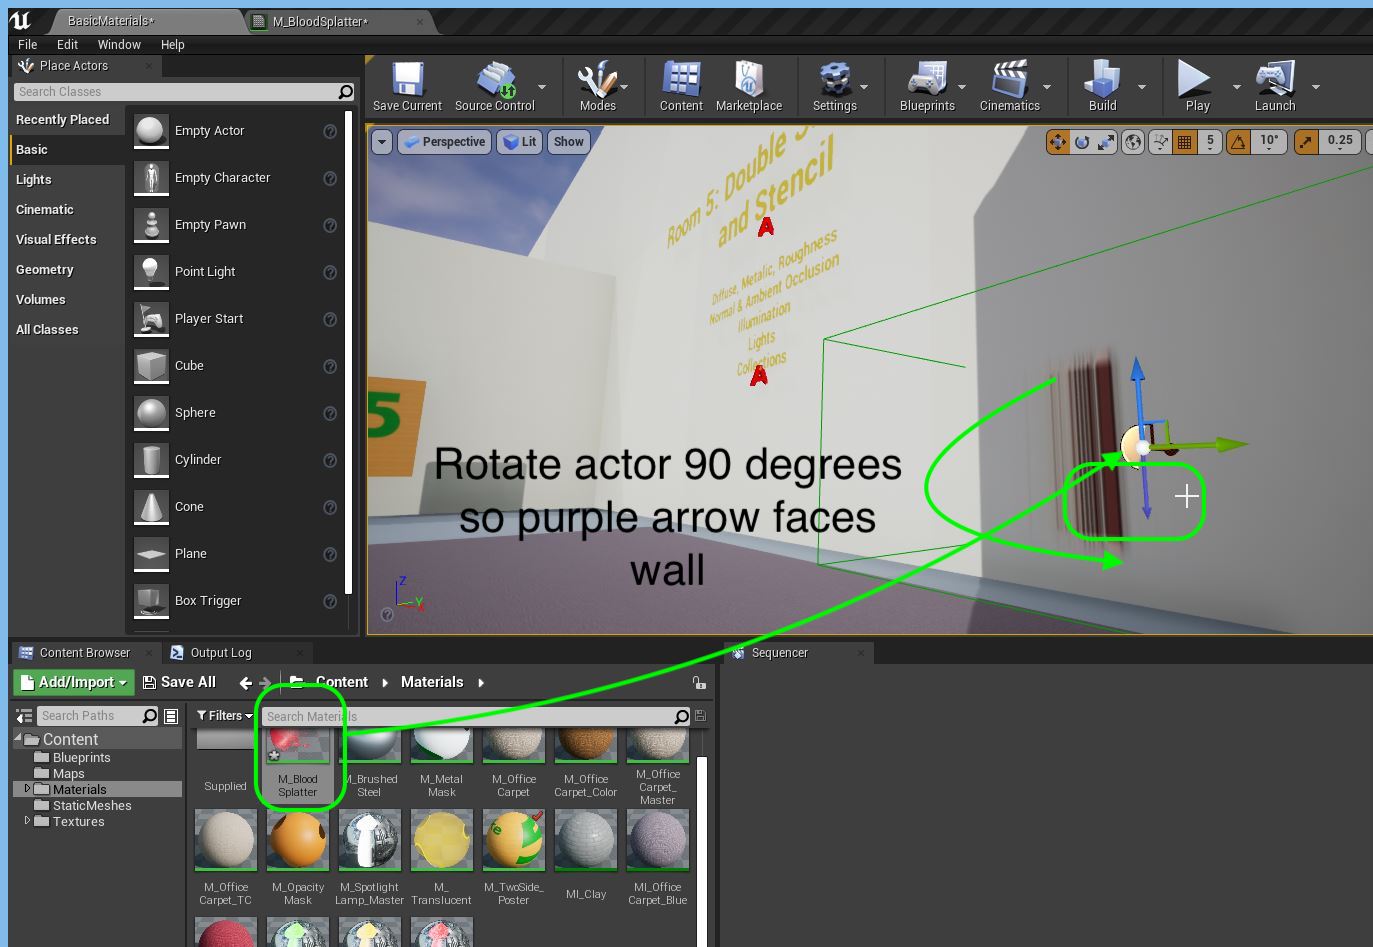 BasicMaterials*
M_BloodSplatter*
File Edit Window Help
Place Actors
Search Classes
Save Current Source Control Modes Content Marketplace Settings Blueprints Cinematics Build Play Launch
Recently Placed
Basic
Lights
Cinematic
Visual Effects
Geometry
Volumes
All Classes
Empty Actor
Empty Character
Empty Pawn
Point Light
Player Start
Cube
Sphere
Cylinder
Cone
Plane
Box Trigger
Perspective Lit Show
5 10° 0.25
Room 5: Double
and Stencil
A
Diffuse, Metalic, Roughness
Normal & Ambient Occlusion
Illumination
Lights
Collections
A
5
Rotate actor 90 degrees
so purple arrow faces
wall
Z
Y
X
Content Browser Output Log Sequencer
Add/Import Save All Content Materials
Search Paths
Filters Search Materials
Content
Blueprints
Maps
Materials
StaticMeshes
Textures
Supplied
M_Blood
Splatter
M_Brushed
Steel
M_Metal
Mask
M_Office
Carpet
M_Office
Carpet_Color
M_Office
Carpet_
Master
M_Office
Carpet_TC
M_Opacity
Mask
M_Spotlight
Lamp_Master
M_
Translucent
M_TwoSide_
Poster
MI_Clay
MI_Office
Carpet_Blue